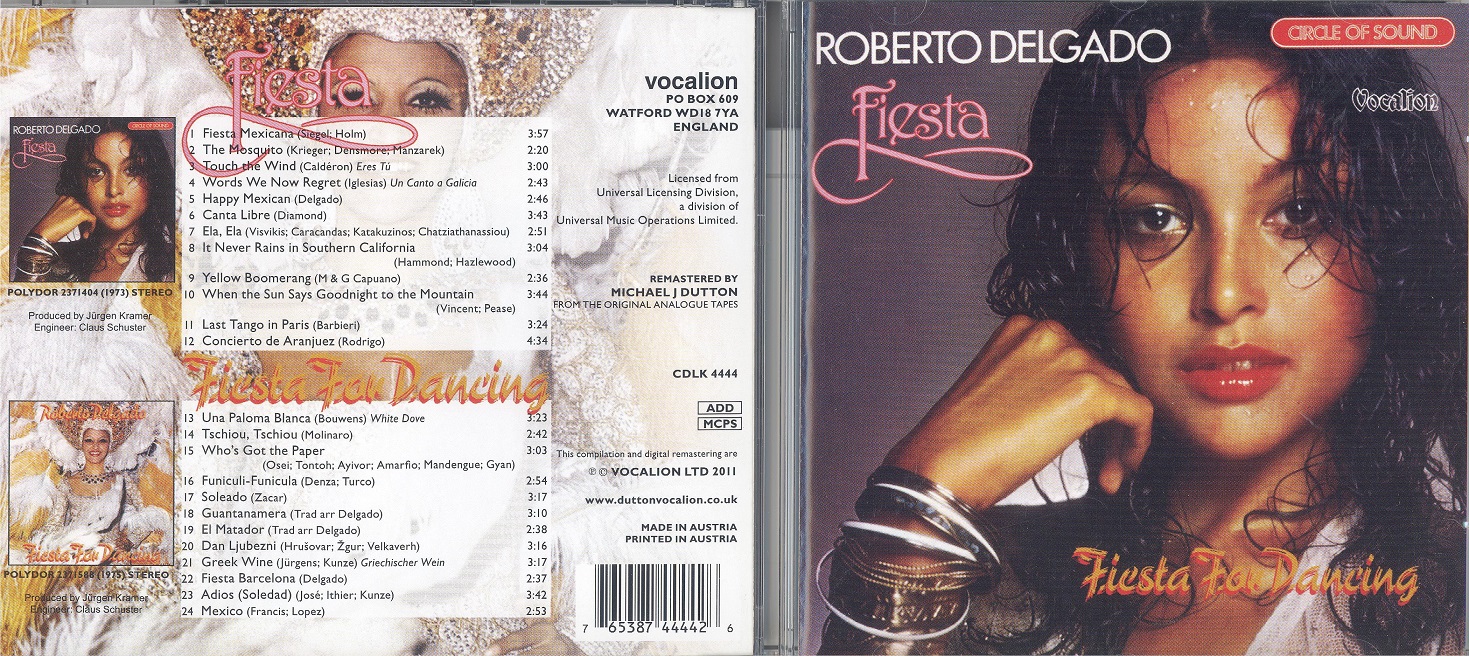 Fiesta
1 Fiesta Mexicana (Siegel; Holm) 3:57
2 The Mosquito (Krieger; Densmore; Manzarek) 2:20
3 Touch the Wind (Caldéron) Eres Tú 3:00
4 Words We Now Regret (Iglesias) Un Canto a Galicia 2:43
5 Happy Mexican (Delgado) 2:46
6 Canta Libre (Diamond) 3:43
7 Ela, Ela (Visvikis; Caracandas; Katakuzinos; Chatziathanassiou) 2:51
8 It Never Rains in Southern California 3:04
(Hammond; Hazlewood)
9 Yellow Boomerang (M & G Capuano) 2:36
10 When the Sun Says Goodnight to the Mountain 3:44
(Vincent; Pease)
11 Last Tango in Paris (Barbieri) 3:24
12 Concierto de Aranjuez (Rodrigo) 4:34
ROBERTO DELGADO
CIRCLE OF SOUND
Fiesta
POLYDOR 2371404 (1973) STEREO
Produced by Jürgen Kramer
Engineer: Claus Schuster
Fiesta For Dancing
13 Una Paloma Blanca (Bouwens) White Dove 3:23
14 Tschiou, Tschiou (Molinaro) 2:42
15 Who's Got the Paper 3:03
(Osei; Tontoh; Ayivor; Amarfio; Mandengue; Gyan)
16 Funiculi-Funicula (Denza; Turco) 2:54
17 Soleado (Zacar) 3:17
18 Guantanamera (Trad arr Delgado) 3:10
19 El Matador (Trad arr Delgado) 2:38
20 Dan Ljubezni (Hrušovar; Žgur; Velkaverh) 3:16
21 Greek Wine (Jürgens; Kunze) Griechischer Wein 3:17
22 Fiesta Barcelona (Delgado) 2:37
23 Adios (Soledad) (José; Ithier; Kunze) 3:42
24 Mexico (Francis; Lopez) 2:53
Roberto Delgado
Fiesta For Dancing
POLYDOR 2371588 (1975) STEREO
Produced by Jürgen Kramer
Engineer: Claus Schuster
vocalion
PO BOX 609
WATFORD WD18 7YA
ENGLAND
Licensed from
Universal Licensing Division,
a division of
Universal Music Operations Limited.
REMASTERED BY
MICHAEL J DUTTON
FROM THE ORIGINAL ANALOGUE TAPES
CDLK 4444
ADD
MCPS
This compilation and digital remastering are
℗ © VOCALION LTD 2011
www.duttonvocalion.co.uk
MADE IN AUSTRIA
PRINTED IN AUSTRIA
7 65387 44442 6
ROBERTO DELGADO
CIRCLE OF SOUND
Fiesta
Vocalion
Fiesta For Dancing